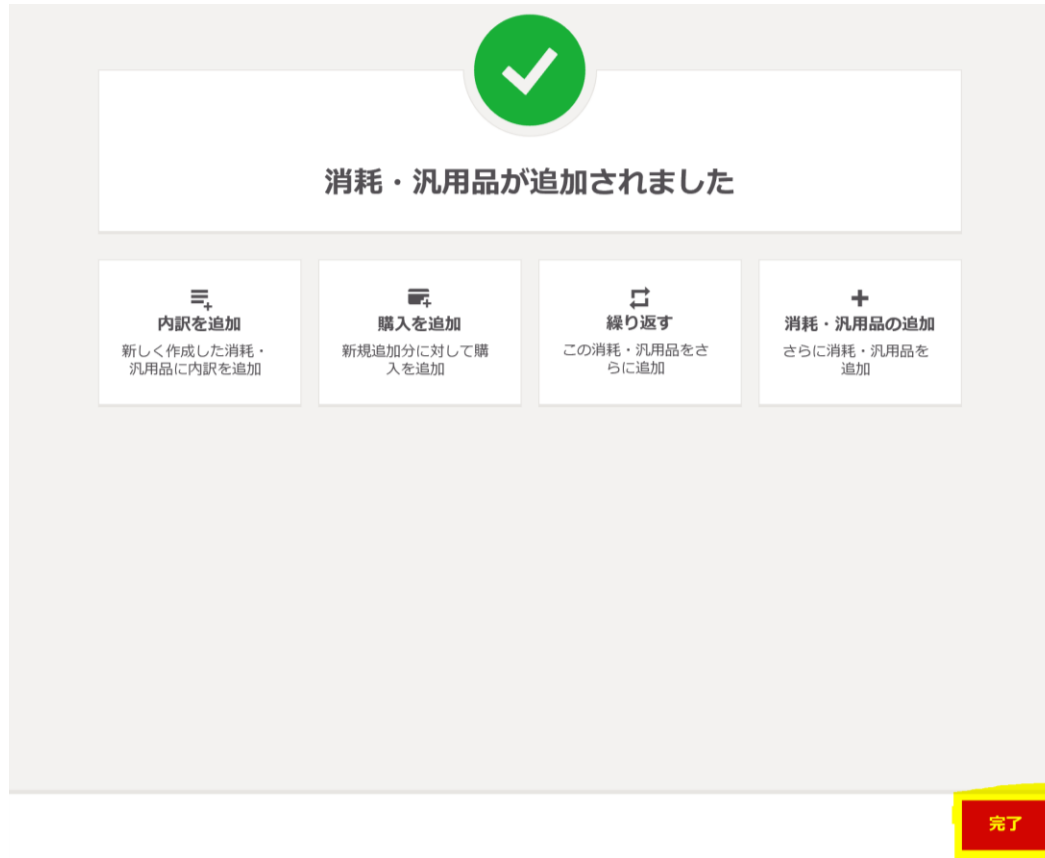 消耗・汎用品が追加されました
内訳を追加
新しく作成した消耗・
汎用品に内訳を追加
購入を追加
新規追加分に対して購
入を追加
繰り返す
この消耗・汎用品をさ
らに追加
消耗・汎用品の追加
さらに消耗・汎用品を
追加
完了